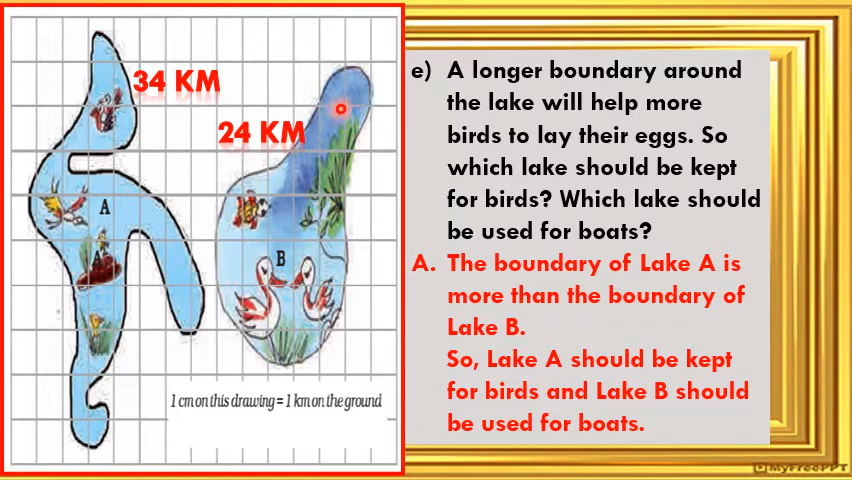 34 KM
24 KM
A
B
A
1 cm on this drawing = 1 km on the ground
e) A longer boundary around
the lake will help more
birds to lay their eggs. So
which lake should be kept
for birds? Which lake should
be used for boats?
A. The boundary of Lake A is
more than the boundary of
Lake B.
So, Lake A should be kept
for birds and Lake B should
be used for boats.
MyFreePPT